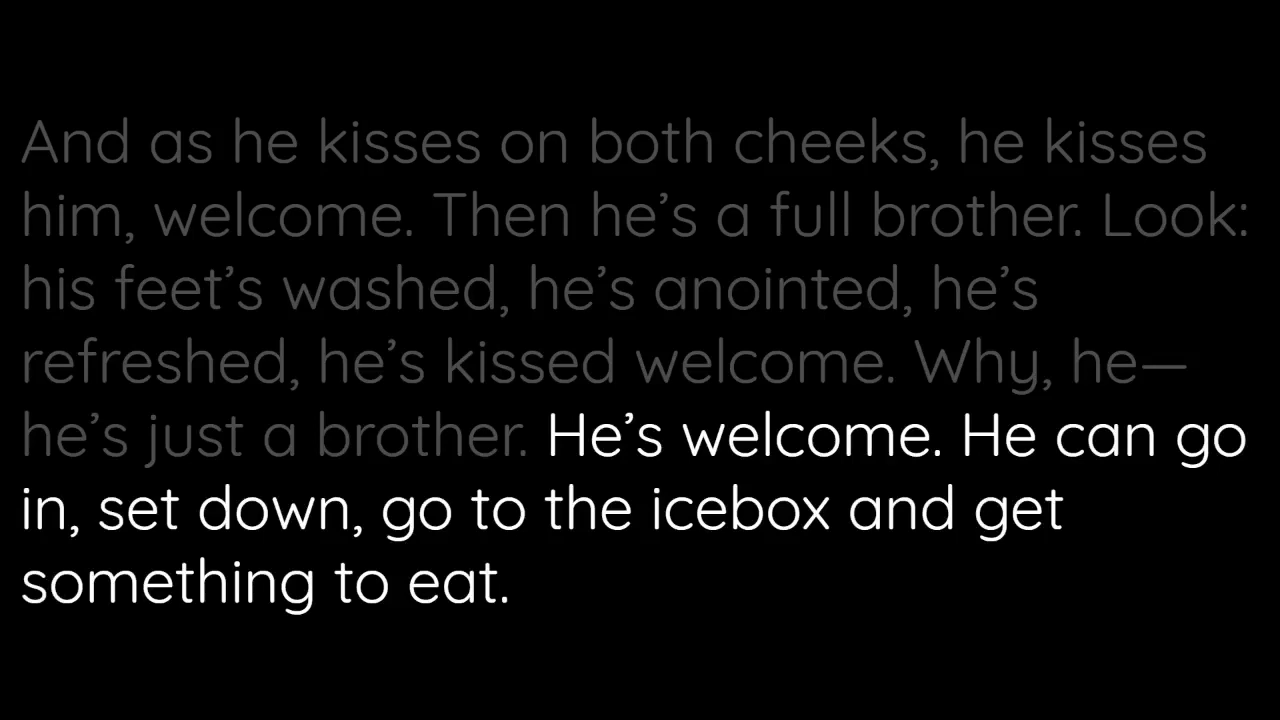 And as he kisses on both cheeks, he kisses
him, welcome. Then he’s a full brother. Look:
his feet’s washed, he’s anointed, he’s
refreshed, he’s kissed welcome. Why, he—
he’s just a brother. He’s welcome. He can go
in, set down, go to the icebox and get
something to eat.